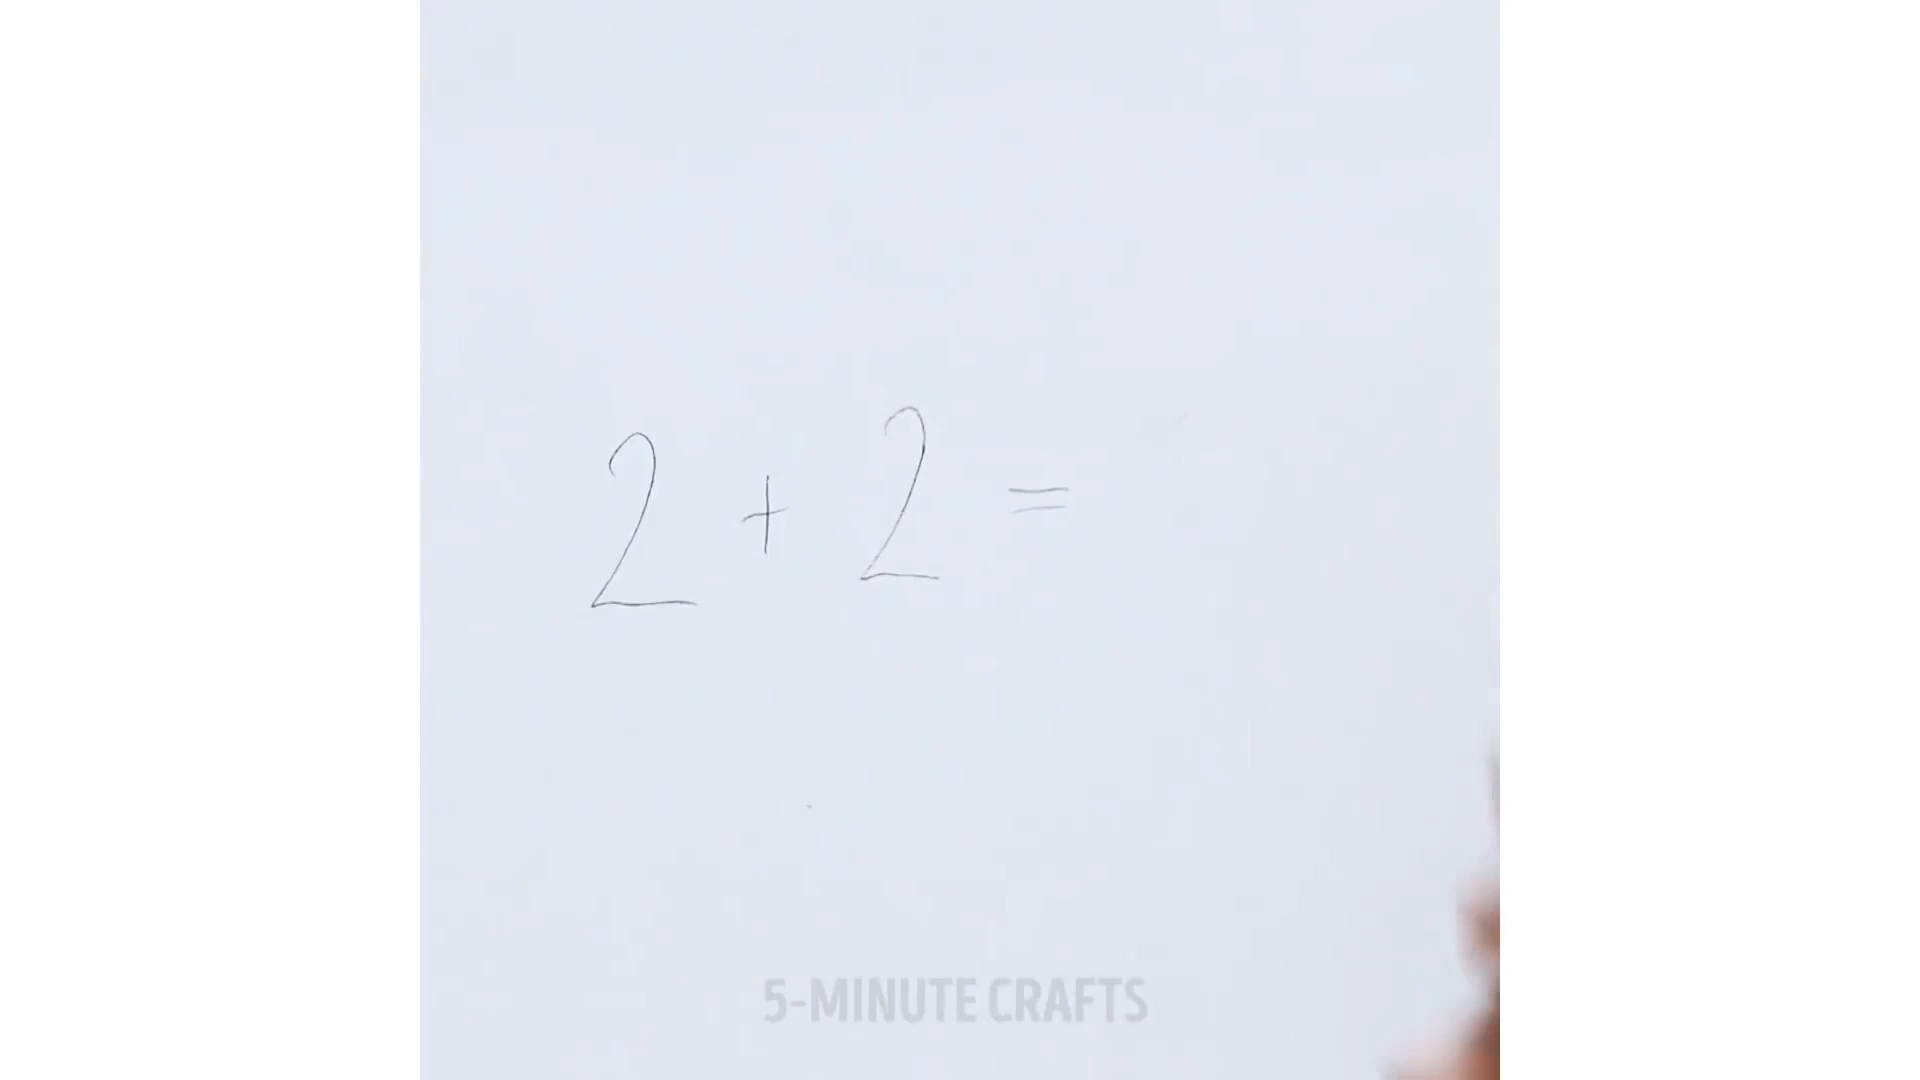 2 + 2 =
5-MINUTE CRAFTS